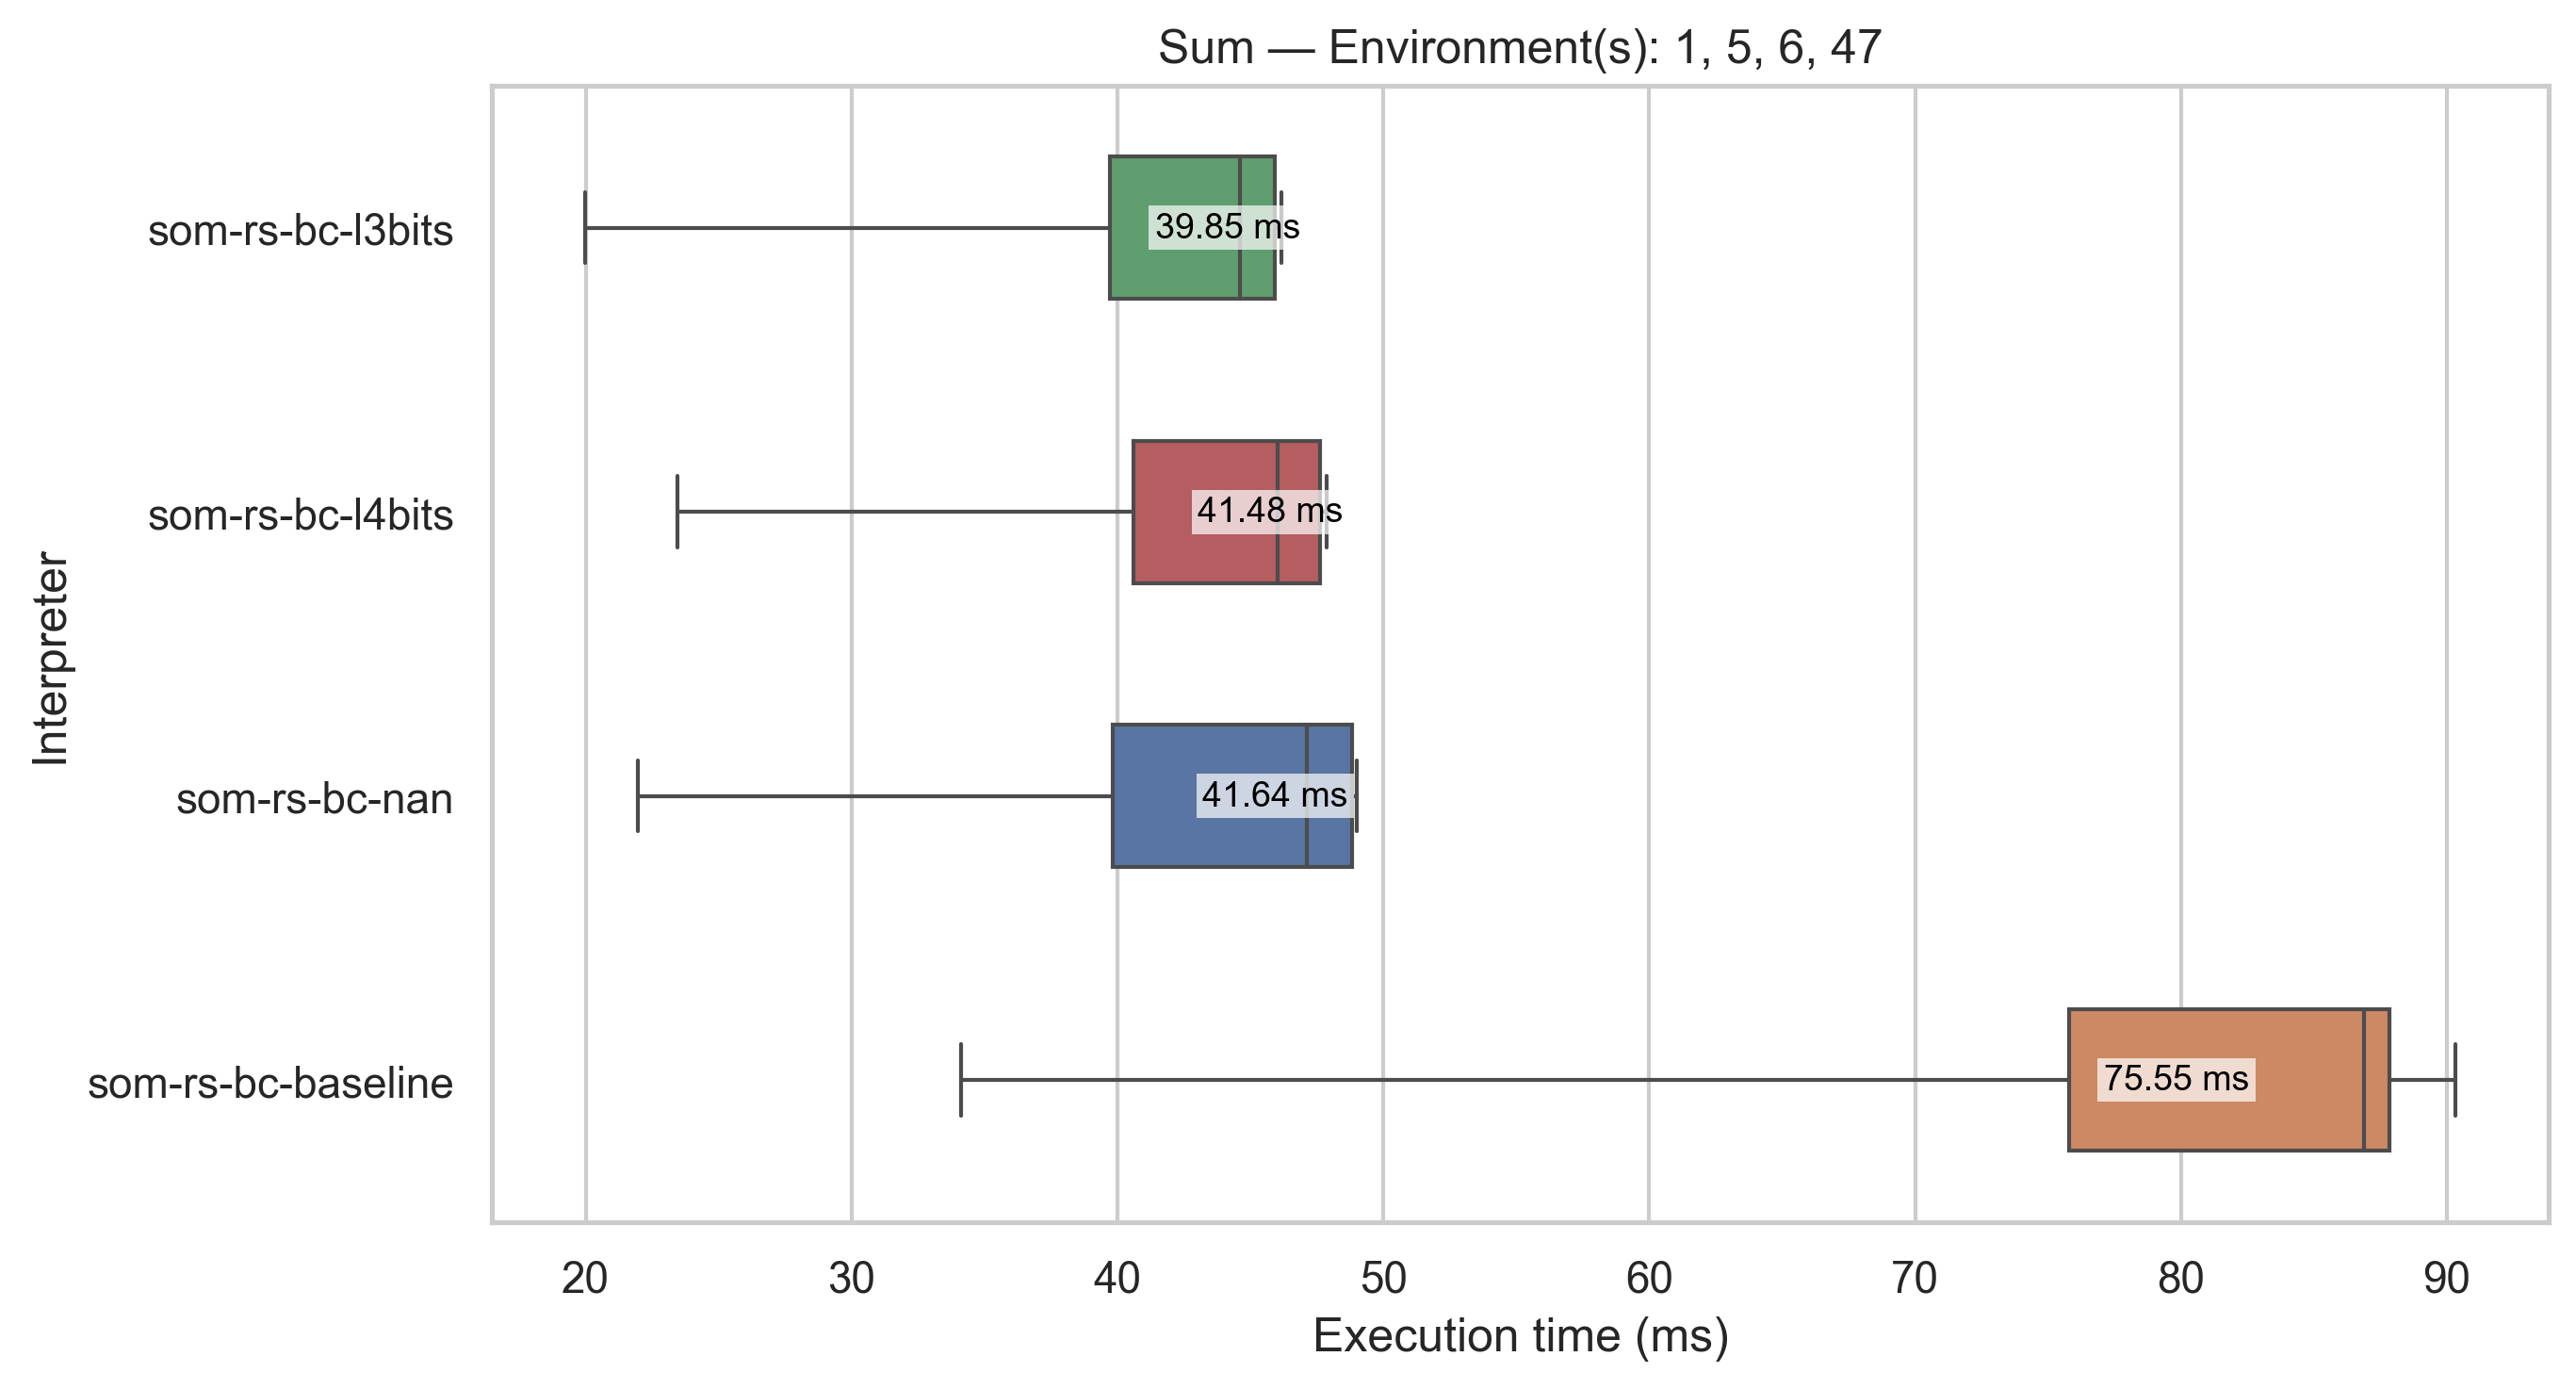 Sum — Environment(s): 1, 5, 6, 47
Interpreter
som-rs-bc-l3bits
39.85 ms
som-rs-bc-l4bits
41.48 ms
som-rs-bc-nan
41.64 ms
som-rs-bc-baseline
75.55 ms
20 30 40 50 60 70 80 90
Execution time (ms)